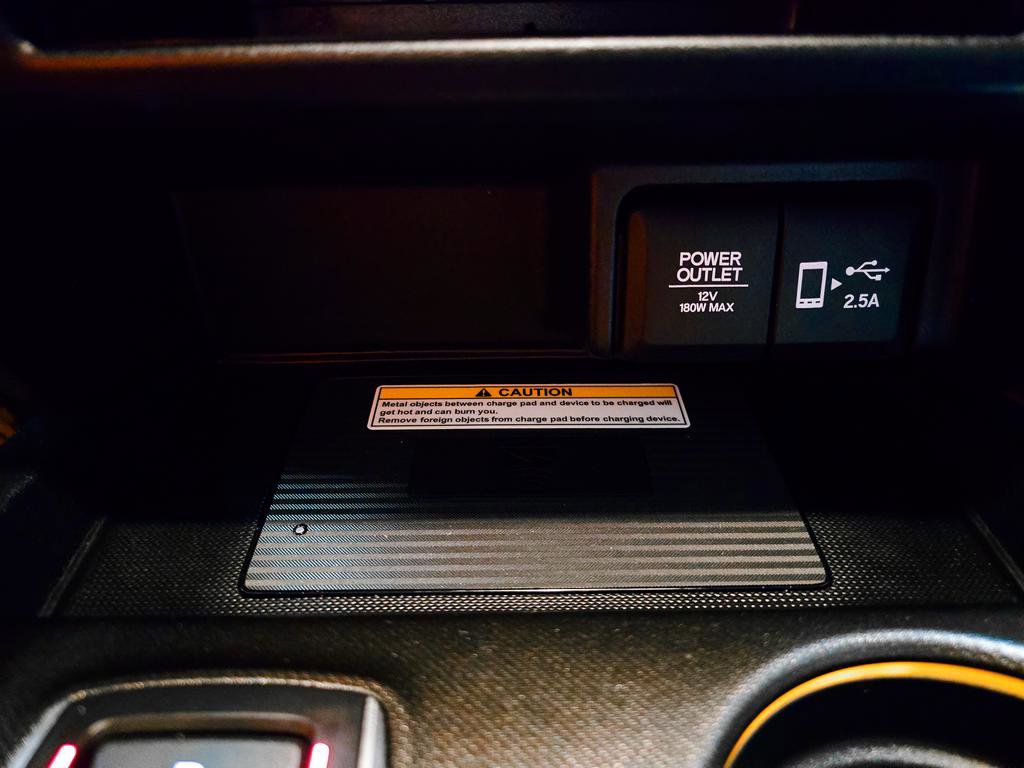 POWER
OUTLET
12V
180W MAX
2.5A
CAUTION
Metal objects between charge pad and device to be charged will
get hot and can burn you.
Remove foreign objects from charge pad before charging device.